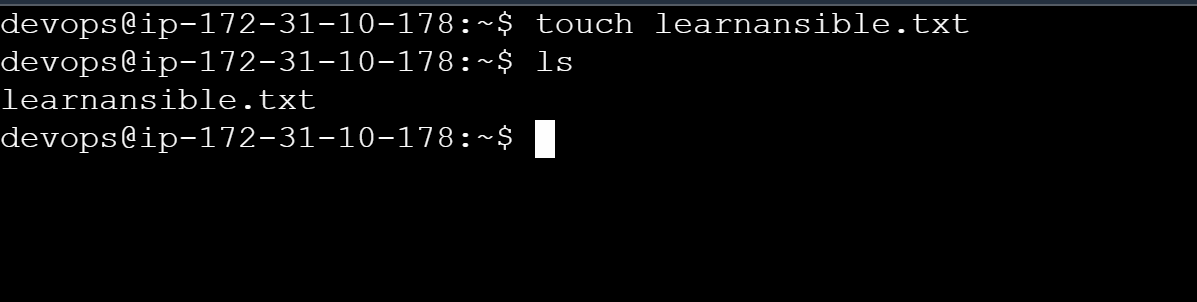 devops@ip-172-31-10-178:~$ touch learnansible.txt
devops@ip-172-31-10-178:~$ ls
learnansible.txt
devops@ip-172-31-10-178:~$